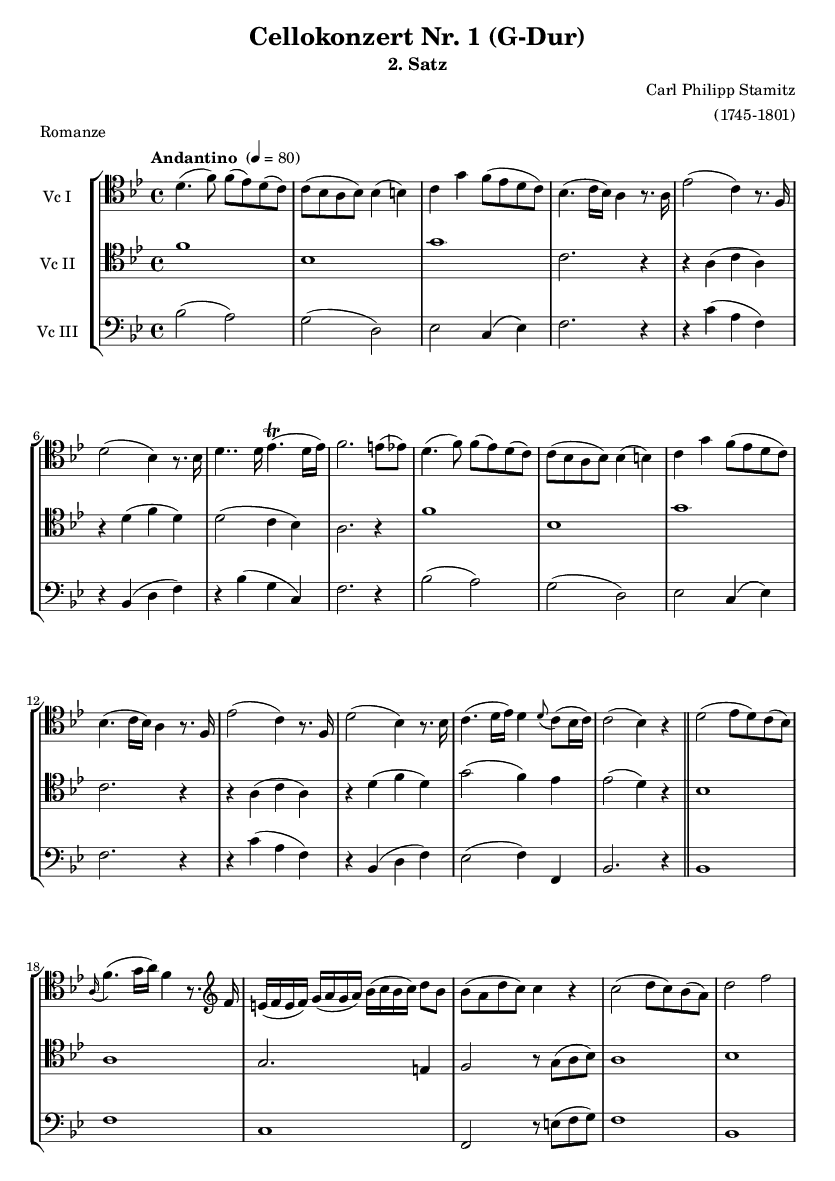 Cellokonzert Nr. 1 (G-Dur)
2. Satz
Carl Philipp Stamitz
(1745-1801)
Romanze
Andantino (♩ = 80)
Vc I
Vc II
Vc III
6
12
18